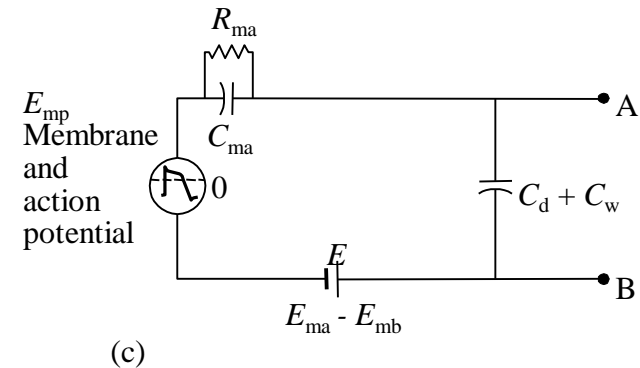 R_ma
E_mp
Membrane
and
action
potential
C_ma
0
A
C_d + C_w
E
B
E_ma - E_mb
(c)